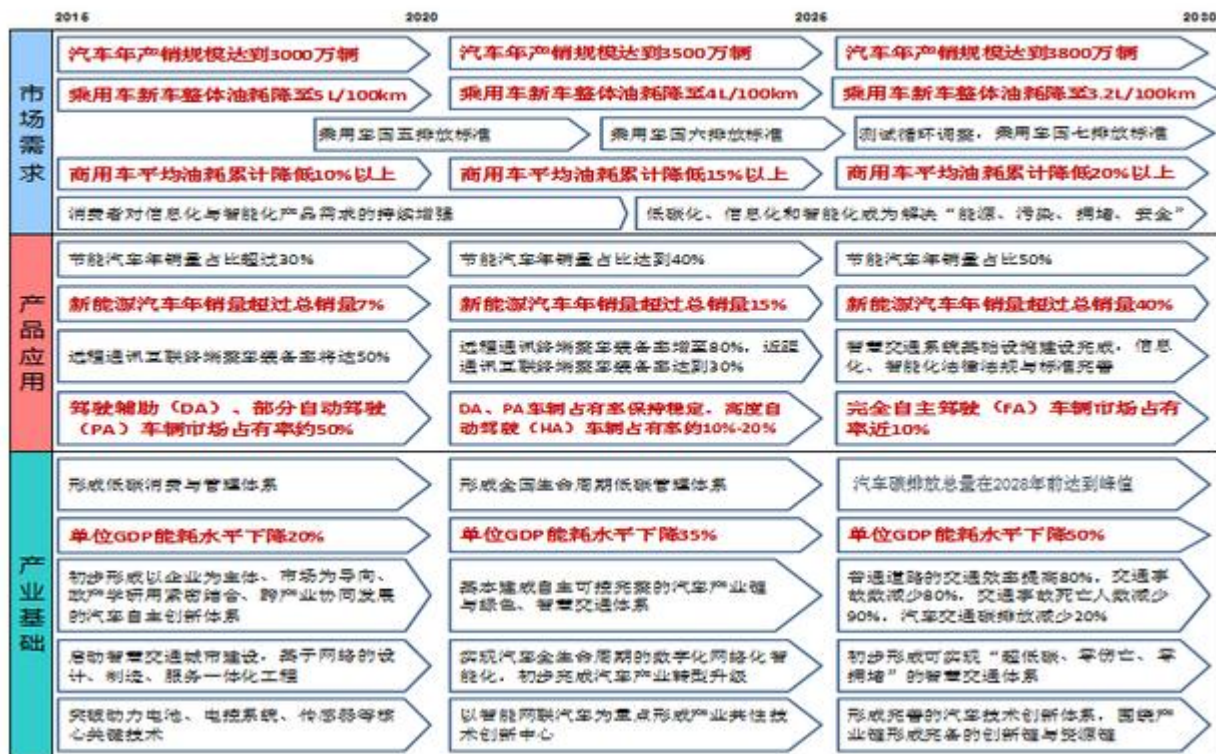 2016 2020 2026 2030
市场需求
汽车年产销规模达到3000万辆
汽车年产销规模达到3500万辆
汽车年产销规模达到3800万辆
乘用车新车整体油耗降至5L/100km
乘用车新车整体油耗降至4L/100km
乘用车新车整体油耗降至3.2L/100km
乘用车国五排放标准
乘用车国六排放标准
测试循环调整，乘用车国七排放标准
商用车平均油耗累计降低10%以上
商用车平均油耗累计降低15%以上
商用车平均油耗累计降低20%以上
消费者对信息化与智能化产品需求的持续增强
低碳化、信息化和智能化成为解决“能源、污染、拥堵、安全”
产品应用
节能汽车年销量占比超过30%
节能汽车年销量占比达到40%
节能汽车年销量占比50%
新能源汽车年销量超过总销量7%
新能源汽车年销量超过总销量15%
新能源汽车年销量超过总销量40%
远程通讯互联终端整车装备率将达50%
远程通讯终端整车装备率增至80%，近距
通讯互联终端整车装备率达到30%
智慧交通系统基础设施建设完成，信息
化、智能化法律法规与标准完善
驾驶辅助（DA）、部分自动驾驶
（PA）车辆市场占有率约50%
DA、PA车辆占有率保持稳定，高度自
动驾驶（HA）车辆占有率约10%-20%
完全自主驾驶（FA）车辆市场占有
率近10%
产业基础
形成低碳消费与管理体系
形成全国生命周期低碳管理体系
汽车碳排放总量在2028年前达到峰值
单位GDP能耗水平下降20%
单位GDP能耗水平下降35%
单位GDP能耗水平下降50%
初步形成以企业为主体、市场为导向、
政产学研用紧密结合、跨产业协同发展
的汽车自主创新体系
基本建成自主可控完整的汽车产业链
与绿色、智慧交通体系
普通道路的交通效率提高80%，交通事
故数减少80%，交通事故死亡人数减少
90%，汽车交通碳排放减少20%
启动智慧交通城市建设，基于网络的设
计、制造、服务一体化工程
实现汽车全生命周期的数字化网络化智
能化，初步完成汽车产业转型升级
初步形成可实现“超低碳、零伤亡、零
拥堵”的智慧交通体系
突破动力电池、电控系统、传感器等核
心关键技术
以智能网联汽车为重点形成产业共性技
术创新中心
形成完善的汽车技术创新体系，围绕产
业链形成完备的创新链与资源链